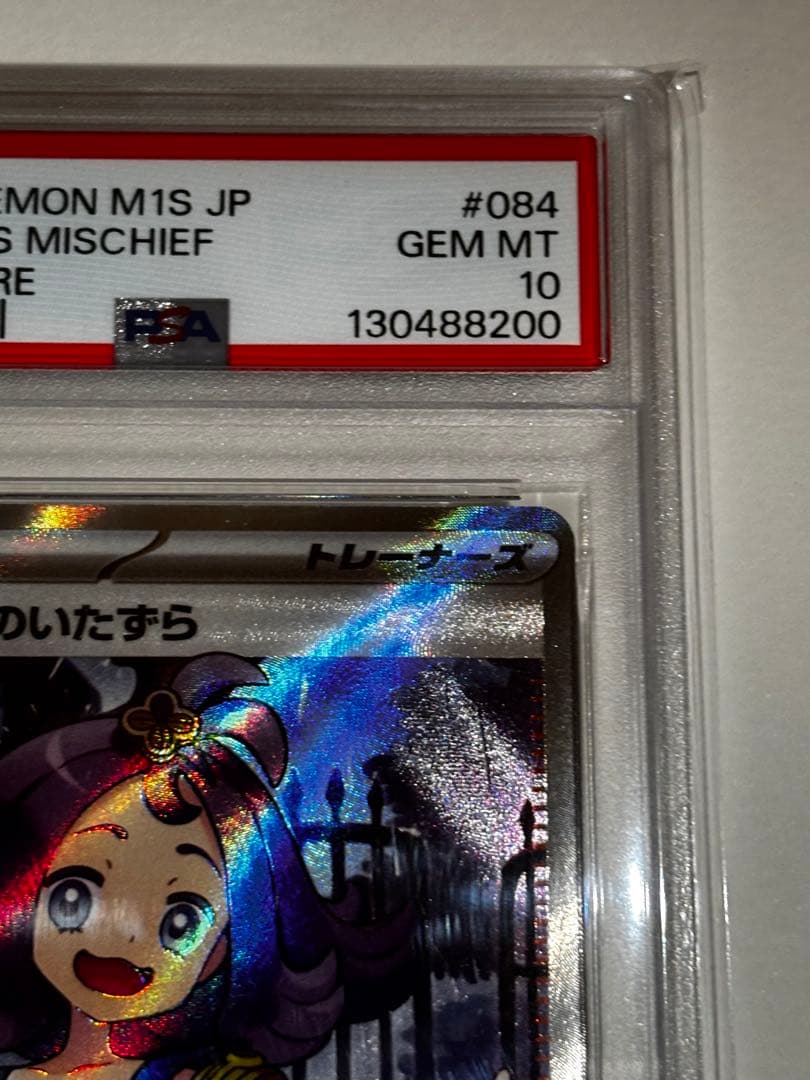 EMON M1S JP #084
S MISCHIEF GEM MT
RE 10
PSA 130488200
トレーナーズ
のいたずら